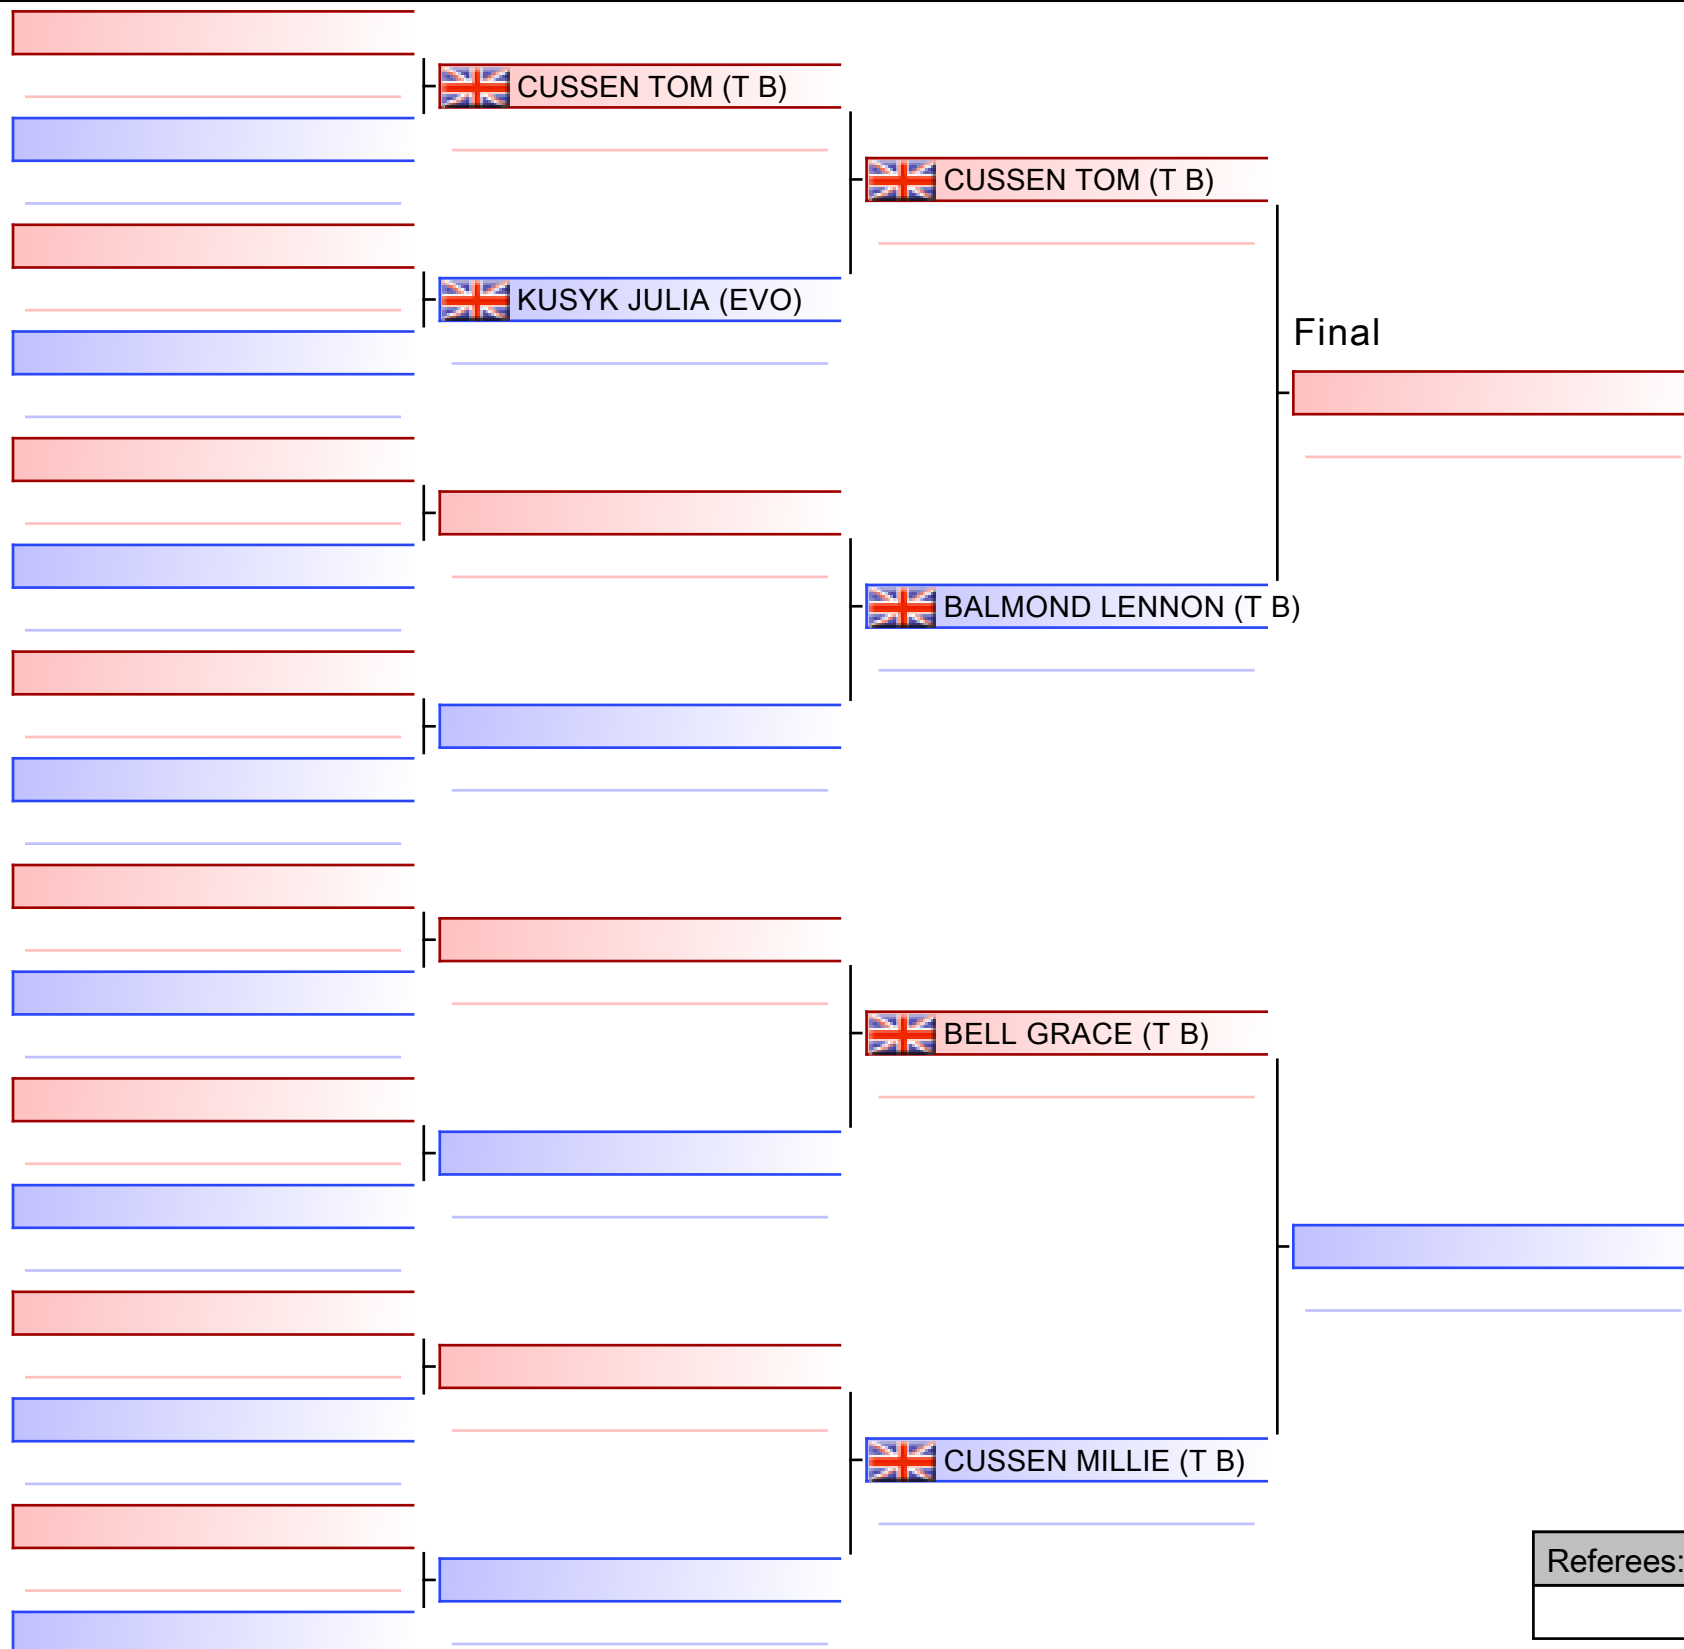 CUSSEN TOM (T B)
CUSSEN TOM (T B)
KUSYK JULIA (EVO)
Final
BALMOND LENNON (T B)
BELL GRACE (T B)
CUSSEN MILLIE (T B)
Referees: